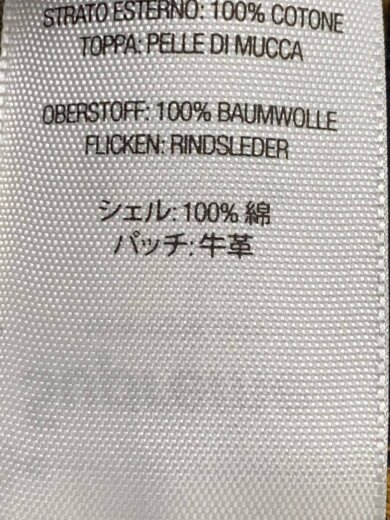 STRATO ESTERNO: 100% COTONE
TOPPA: PELLE DI MUCCA
OBERSTOFF: 100% BAUMWOLLE
FLICKEN: RINDSLEDER
シェル: 100% 綿
パッチ: 牛革